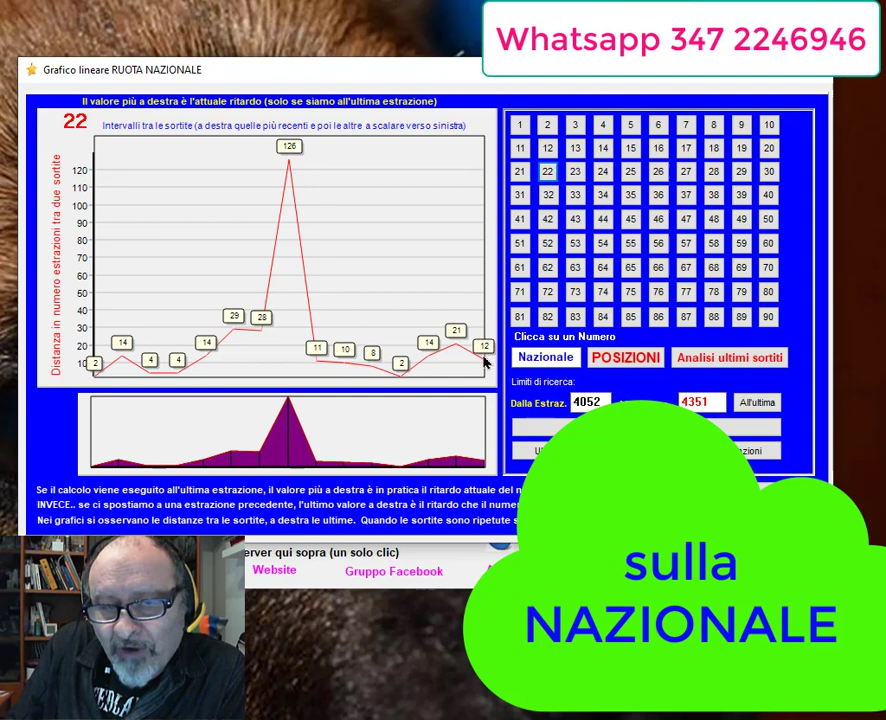 Whatsapp 347 2246946
Grafico lineare RUOTA NAZIONALE
Il valore più a destra è l'attuale ritardo (solo se siamo all'ultima estrazione)
22
Intervalli tra le sortite (a destra quelle più recenti e poi le altre a scalare verso sinistra)
Distanza in numero estrazioni tra due sortite
120
110
100
90
80
70
60
50
40
30
20
10
2 14 4 4 14 29 28 126 11 10 8 2 14 21 12
1 2 3 4 5 6 7 8 9 10
11 12 13 14 15 16 17 18 19 20
21 22 23 24 25 26 27 28 29 30
31 32 33 34 35 36 37 38 39 40
41 42 43 44 45 46 47 48 49 50
51 52 53 54 55 56 57 58 59 60
61 62 63 64 65 66 67 68 69 70
71 72 73 74 75 76 77 78 79 80
81 82 83 84 85 86 87 88 89 90
Clicca su un Numero
Nazionale POSIZIONI Analisi ultimi sortiti
Limiti di ricerca:
Dalla Estraz. 4052 4351 All'ultima
Se il calcolo viene eseguito all'ultima estrazione, il valore più a destra è in pratica il ritardo attuale del
INVECE.. se ci spostiamo a una estrazione precedente, l'ultimo valore a destra è il ritardo che il
Nei grafici si osservano le distanze tra le sortite, a destra le ultime. Quando le sortite sono ripetute
qui sopra (un solo clic)
Website Gruppo Facebook
sulla
NAZIONALE